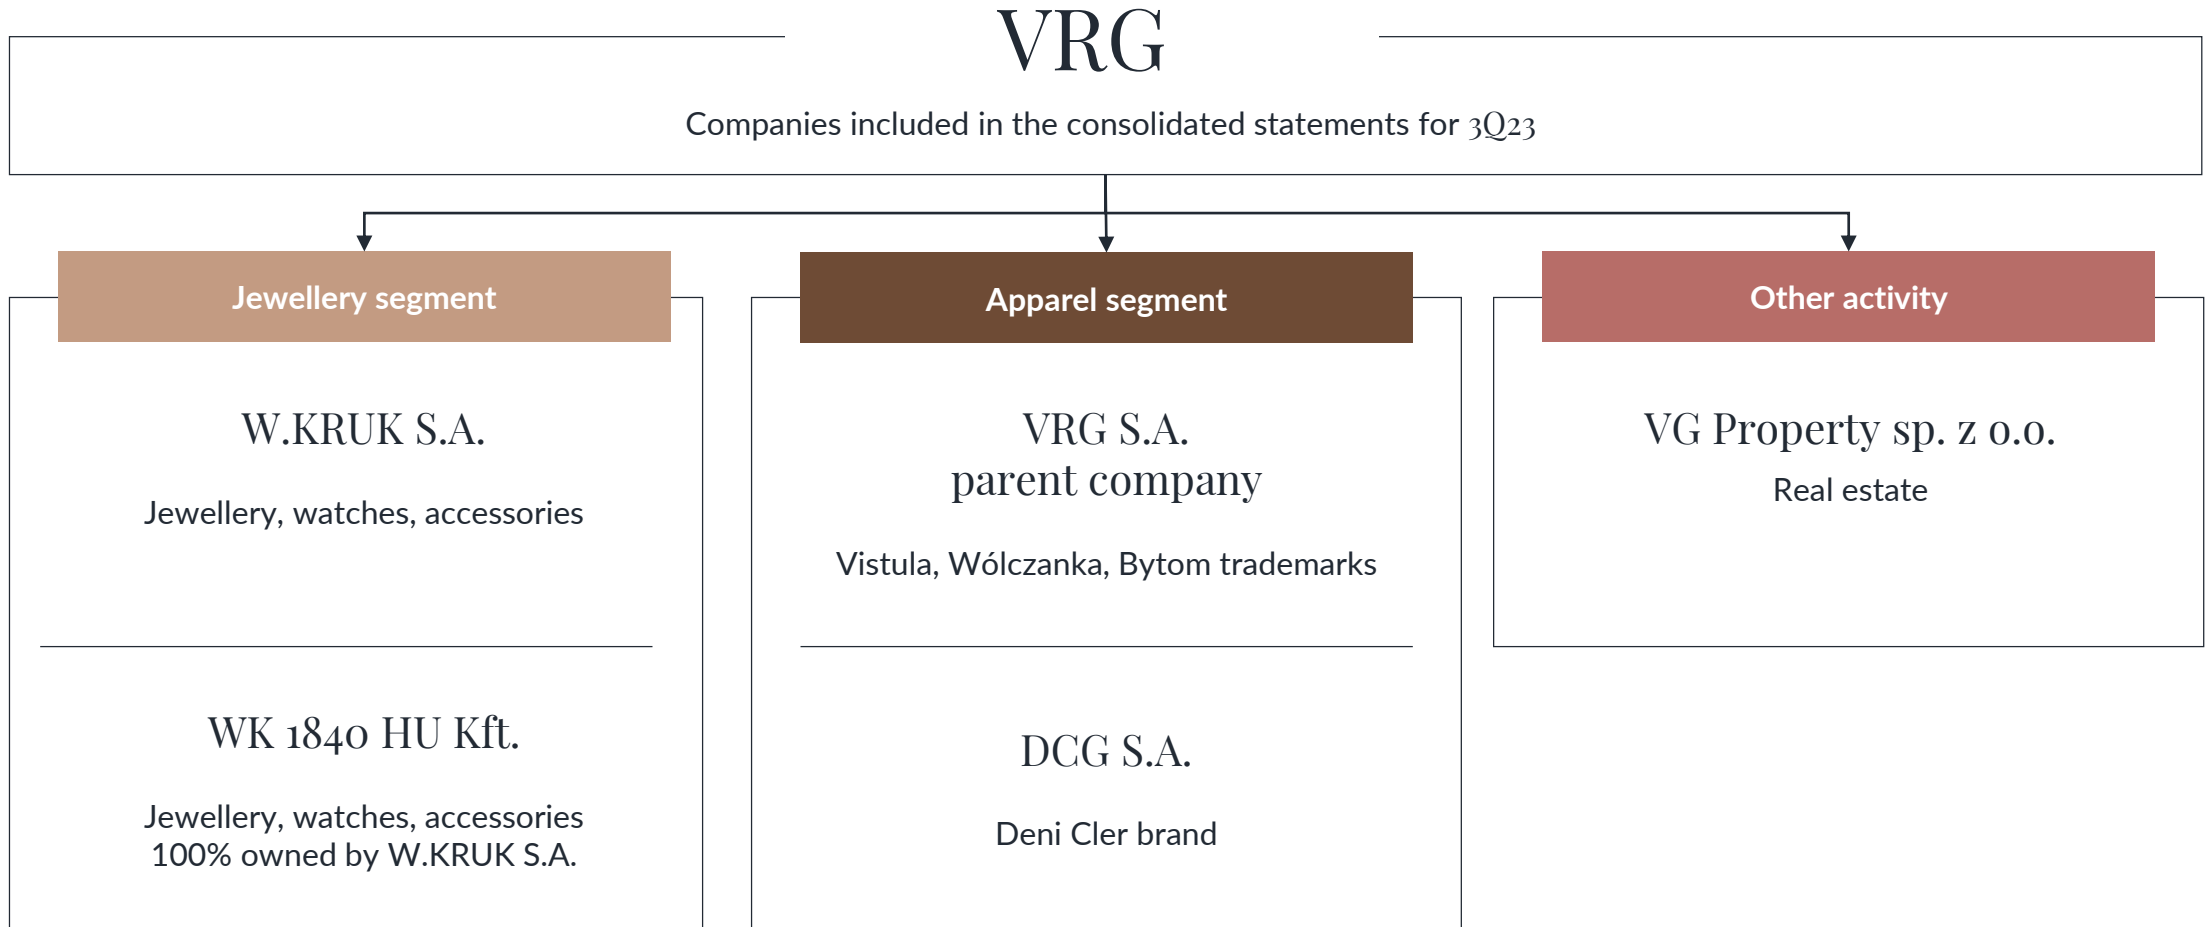 VRG
Companies included in the consolidated statements for 3Q23
Jewellery segment
W.KRUK S.A.
Jewellery, watches, accessories
WK 1840 HU Kft.
Jewellery, watches, accessories
100% owned by W.KRUK S.A.
Apparel segment
VRG S.A.
parent company
Vistula, Wólczanka, Bytom trademarks
DCG S.A.
Deni Cler brand
Other activity
VG Property sp. z o.o.
Real estate